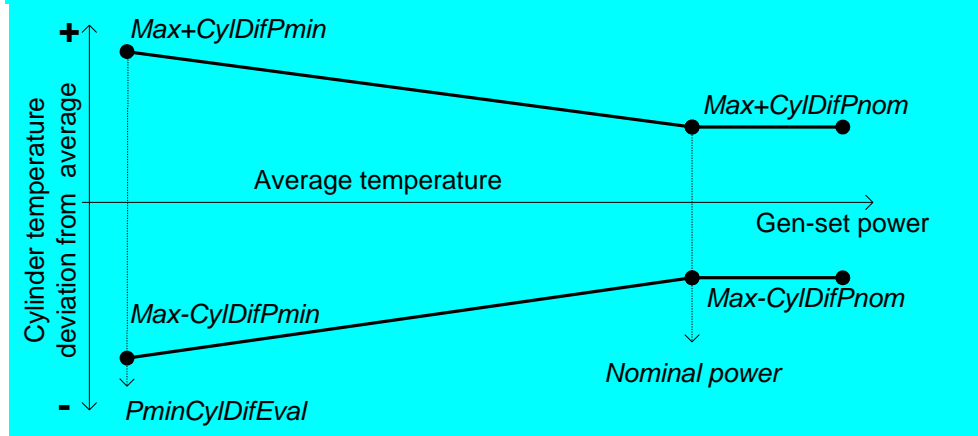 +
Max+CylDifPmin
Max+CylDifPnom
Cylinder temperature
deviation from average
Average temperature
Gen-set power
Max-CylDifPmin
Max-CylDifPnom
Nominal power
-
PminCylDifEval